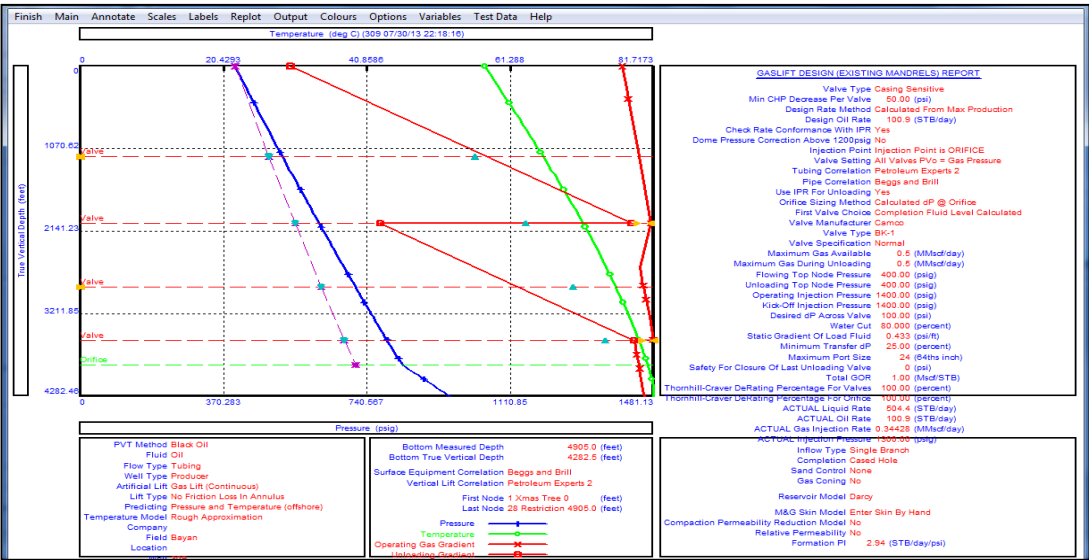 Finish Main Annotate Scales Labels Replot Output Colours Options Variables Test Data Help
Temperature (deg C) (309 07/30/13 22:18:16)
0 20.4293 40.8586 61.288 81.7173
0
1070.62
2141.23
3211.85
4282.46
True Vertical Depth (feet)
Valve
Valve
Valve
Valve
Orifice
0 370.283 740.567 1110.85 1481.13
Pressure (psig)
GASLIFT DESIGN (EXISTING MANDRELS) REPORT
Valve Type Casing Sensitive
Min CHP Decrease Per Valve 50.00 (psi)
Design Rate Method Calculated From Max Production
Design Oil Rate 100.9 (STB/day)
Check Rate Conformance With IPR Yes
Dome Pressure Correction Above 1200psig No
Injection Point Injection Point is ORIFICE
Valve Setting All Valves PVo = Gas Pressure
Tubing Correlation Petroleum Experts 2
Pipe Correlation Beggs and Brill
Use IPR For Unloading Yes
Orifice Sizing Method Calculated dP @ Orifice
First Valve Choice Completion Fluid Level Calculated
Valve Manufacturer Camco
Valve Type BK-1
Valve Specification Normal
Maximum Gas Available 0.5 (MMscf/day)
Maximum Gas During Unloading 0.5 (MMscf/day)
Flowing Top Node Pressure 400.00 (psig)
Unloading Top Node Pressure 400.00 (psig)
Operating Injection Pressure 1400.00 (psig)
Kick-Off Injection Pressure 1400.00 (psig)
Desired dP Across Valve 100.00 (psi)
Water Cut 80.000 (percent)
Static Gradient Of Load Fluid 0.433 (psi/ft)
Minimum Transfer dP 25.00 (percent)
Maximum Port Size 24 (64ths inch)
Safety For Closure Of Last Unloading Valve 0 (psi)
Total GOR 1.00 (Mscf/STB)
Thornhill-Craver DeRating Percentage For Valves 100.00 (percent)
Thornhill-Craver DeRating Percentage For Orifice 100.00 (percent)
ACTUAL Liquid Rate 504.4 (STB/day)
ACTUAL Oil Rate 100.9 (STB/day)
ACTUAL Gas Injection Rate 0.34428 (MMscf/day)
ACTUAL Injection Pressure 1300.00 (psig)
PVT Method Black Oil
Fluid Oil
Flow Type Tubing
Well Type Producer
Artificial Lift Gas Lift (Continuous)
Lift Type No Friction Loss In Annulus
Predicting Pressure and Temperature (offshore)
Temperature Model Rough Approximation
Company
Field Bayan
Location
Bottom Measured Depth 4905.0 (feet)
Bottom True Vertical Depth 4282.5 (feet)
Surface Equipment Correlation Beggs and Brill
Vertical Lift Correlation Petroleum Experts 2
First Node 1 Xmas Tree 0 (feet)
Last Node 28 Restriction 4905.0 (feet)
Pressure
Temperature
Operating Gas Gradient
Unloading Gradient
Inflow Type Single Branch
Completion Cased Hole
Sand Control None
Gas Coning No
Reservoir Model Darcy
M&G Skin Model Enter Skin By Hand
Compaction Permeability Reduction Model No
Relative Permeability No
Formation PI 2.94 (STB/day/psi)